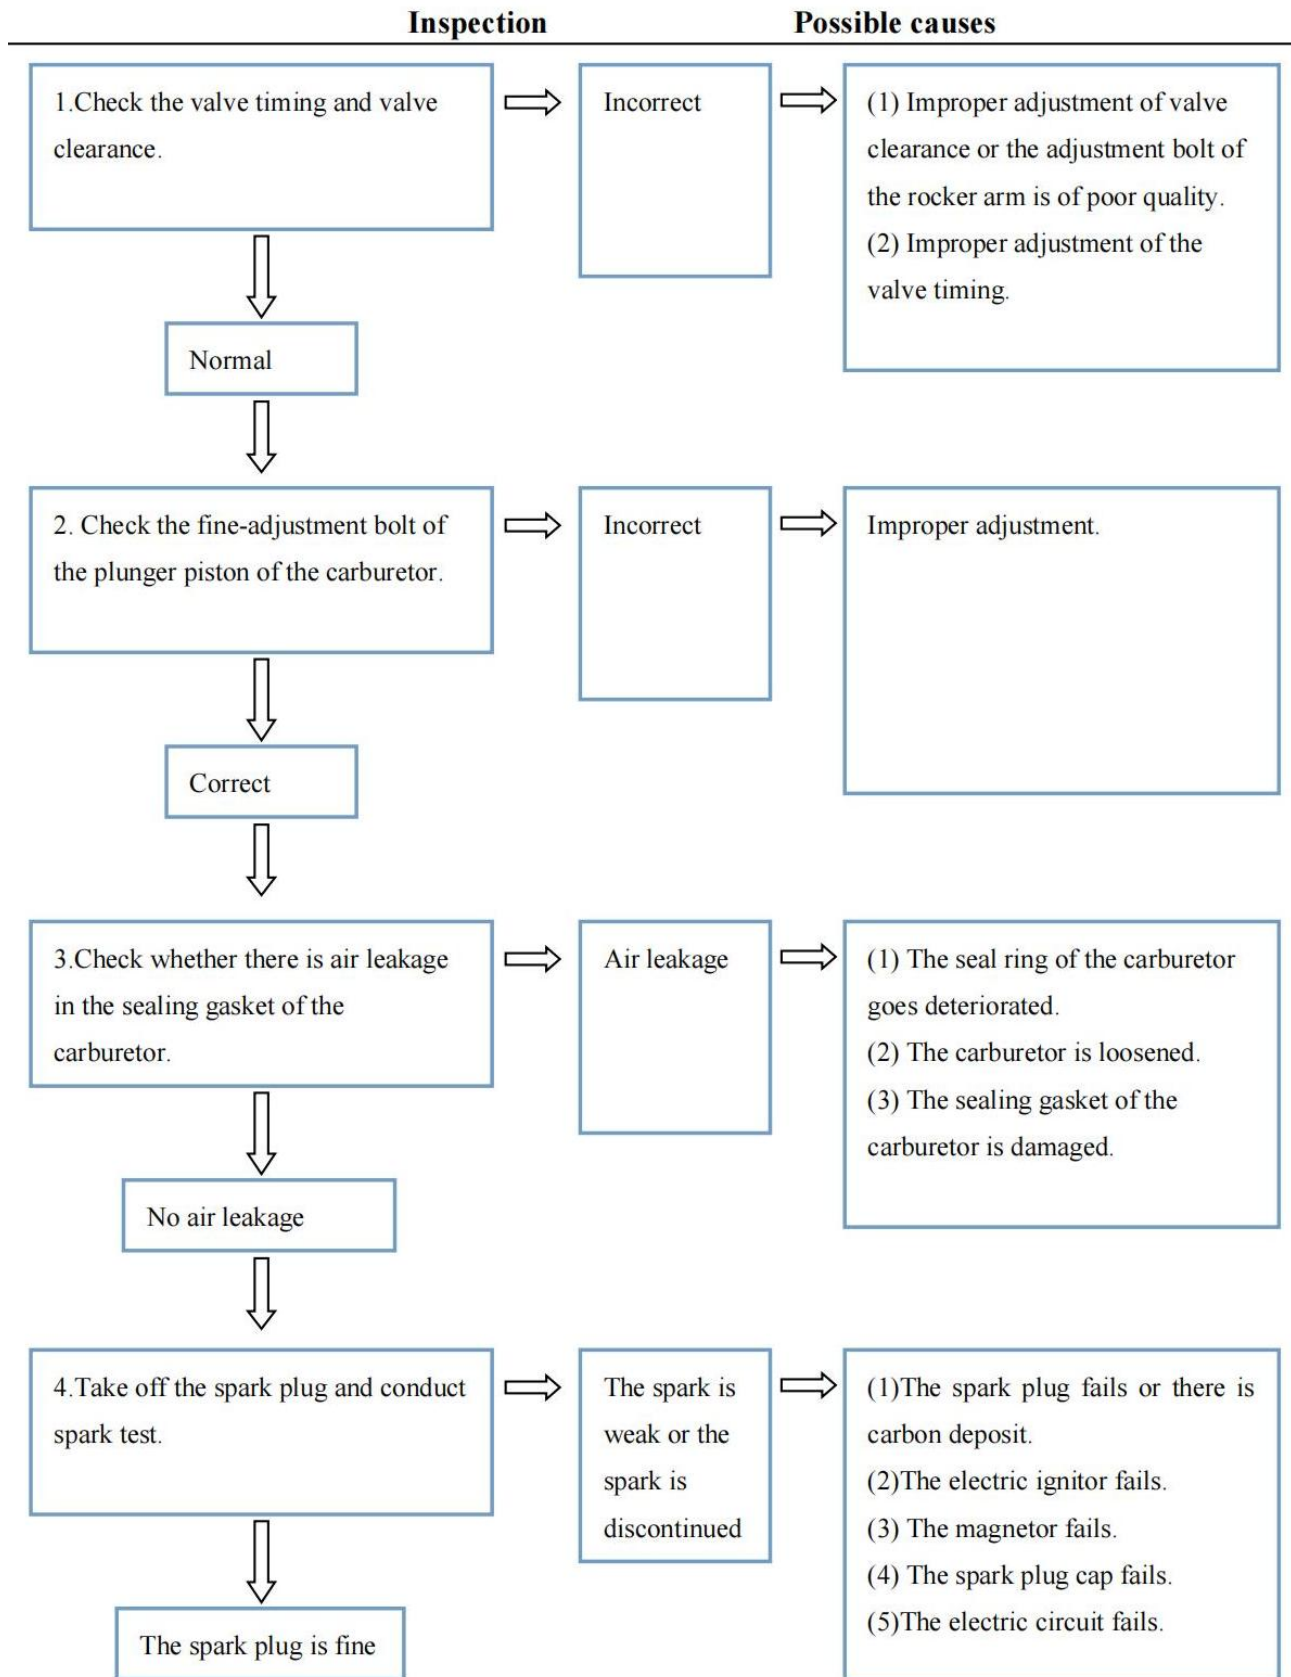 Inspection
Possible causes
1.Check the valve timing and valve
clearance.
Incorrect
(1) Improper adjustment of valve
clearance or the adjustment bolt of
the rocker arm is of poor quality.
(2) Improper adjustment of the
valve timing.
Normal
2. Check the fine-adjustment bolt of
the plunger piston of the carburetor.
Incorrect
Improper adjustment.
Correct
3.Check whether there is air leakage
in the sealing gasket of the
carburetor.
Air leakage
(1) The seal ring of the carburetor
goes deteriorated.
(2) The carburetor is loosened.
(3) The sealing gasket of the
carburetor is damaged.
No air leakage
4.Take off the spark plug and conduct
spark test.
The spark is
weak or the
spark is
discontinued
(1)The spark plug fails or there is
carbon deposit.
(2)The electric ignitor fails.
(3) The magnetor fails.
(4) The spark plug cap fails.
(5)The electric circuit fails.
The spark plug is fine